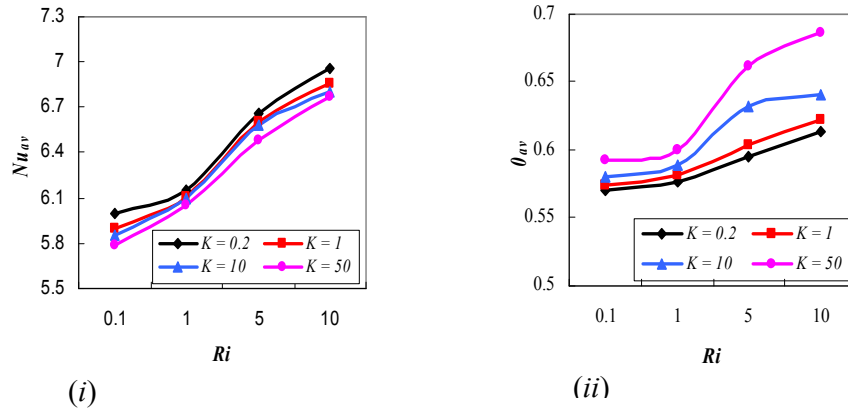 7.3
7
6.7
6.4
6.1
5.8
5.5
Nu_av
0.1 1 5 10
Ri
K = 0.2 K = 1
K = 10 K = 50
(i)
0.7
0.65
0.6
0.55
0.5
θ_av
0.1 1 5 10
Ri
K = 0.2 K = 1
K = 10 K = 50
(ii)